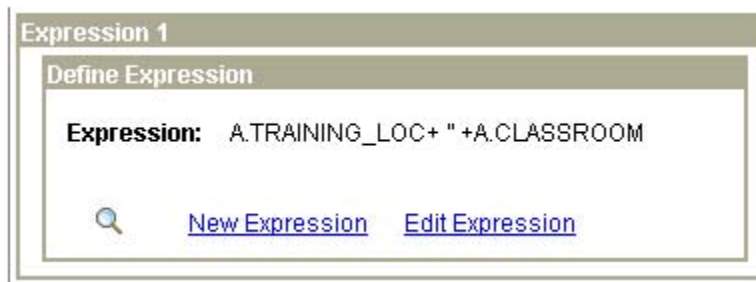 Expression 1
Define Expression
Expression: A.TRAINING_LOC+ '' +A.CLASSROOM
New Expression Edit Expression